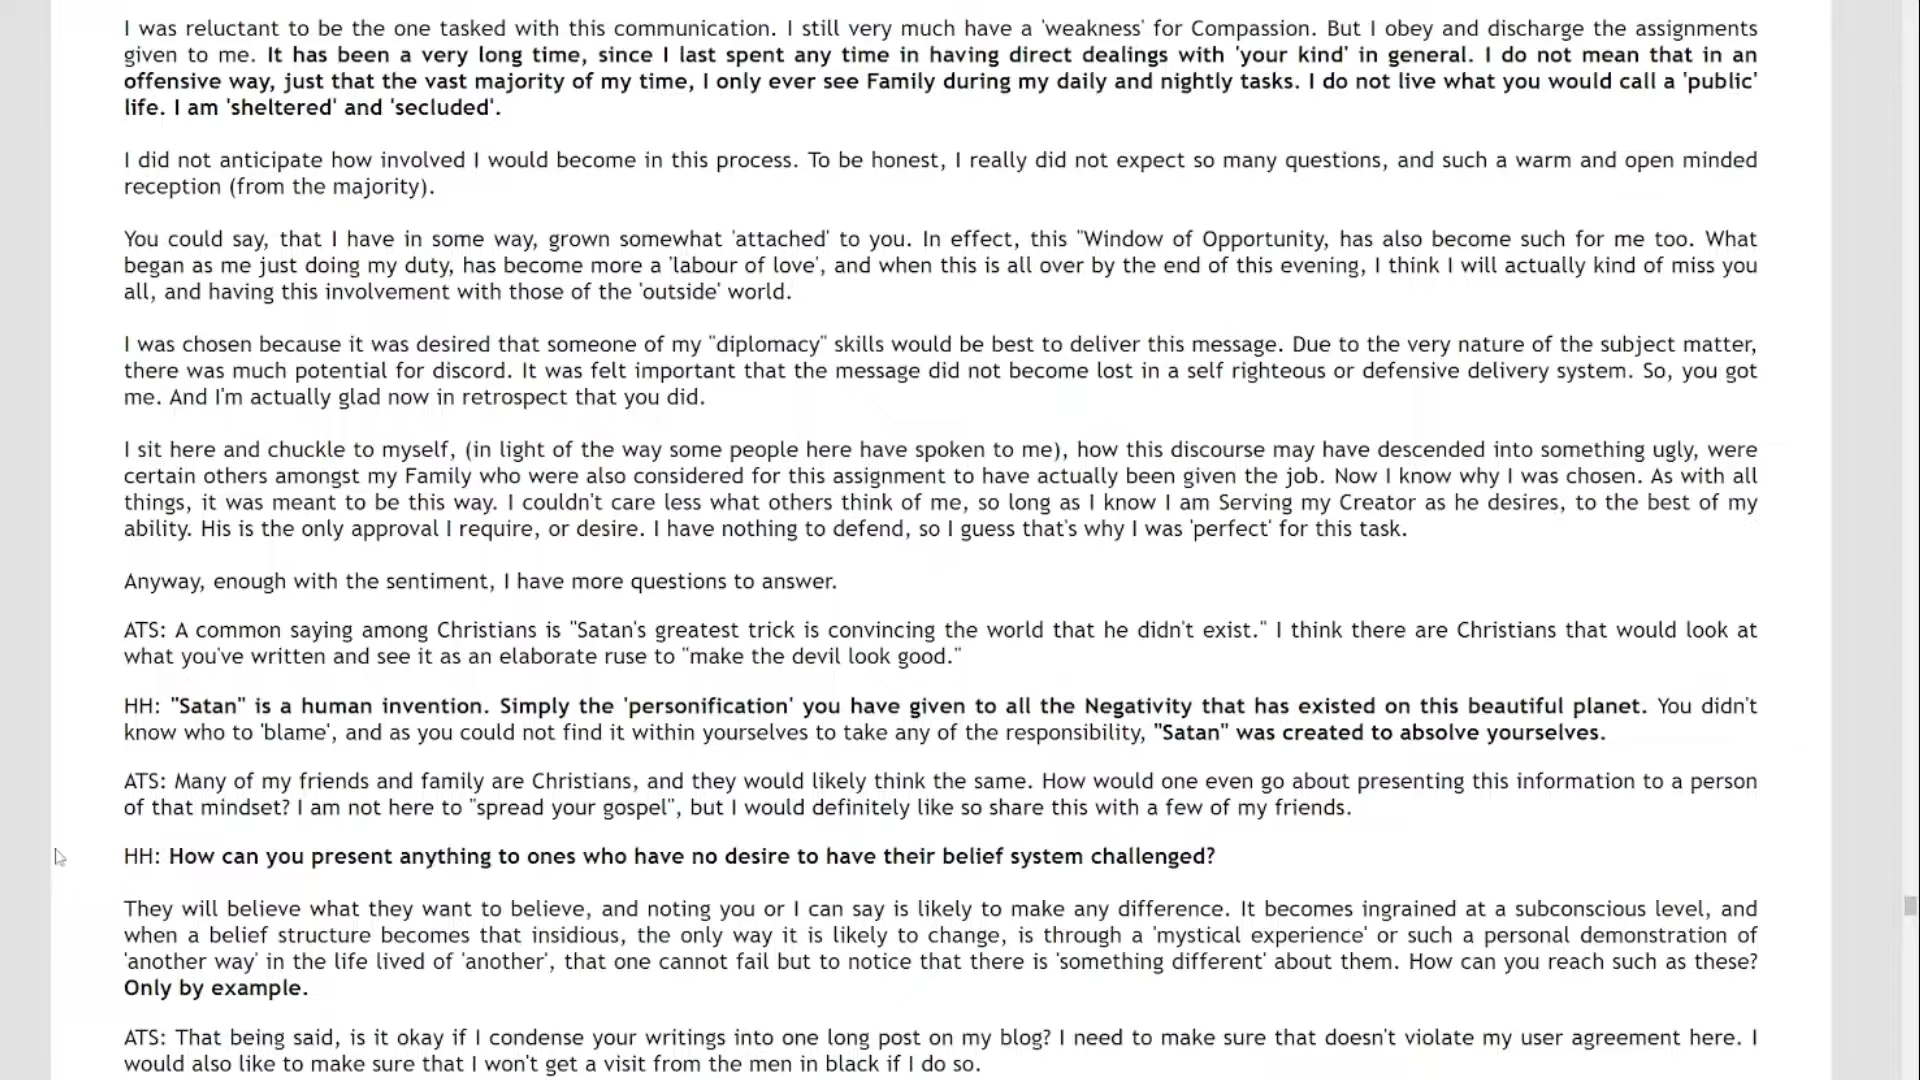 I was reluctant to be the one tasked with this communication. I still very much have a 'weakness' for Compassion. But I obey and discharge the assignments
given to me. It has been a very long time, since I last spent any time in having direct dealings with 'your kind' in general. I do not mean that in an
offensive way, just that the vast majority of my time, I only ever see Family during my daily and nightly tasks. I do not live what you would call a 'public'
life. I am 'sheltered' and 'secluded'.
I did not anticipate how involved I would become in this process. To be honest, I really did not expect so many questions, and such a warm and open minded
reception (from the majority).
You could say, that I have in some way, grown somewhat 'attached' to you. In effect, this "Window of Opportunity, has also become such for me too. What
began as me just doing my duty, has become more a 'labour of love', and when this is all over by the end of this evening, I think I will actually kind of miss you
all, and having this involvement with those of the 'outside' world.
I was chosen because it was desired that someone of my "diplomacy" skills would be best to deliver this message. Due to the very nature of the subject matter,
there was much potential for discord. It was felt important that the message did not become lost in a self righteous or defensive delivery system. So, you got
me. And I'm actually glad now in retrospect that you did.
I sit here and chuckle to myself, (in light of the way some people here have spoken to me), how this discourse may have descended into something ugly, were
certain others amongst my Family who were also considered for this assignment to have actually been given the job. Now I know why I was chosen. As with all
things, it was meant to be this way. I couldn't care less what others think of me, so long as I know I am Serving my Creator as he desires, to the best of my
ability. His is the only approval I require, or desire. I have nothing to defend, so I guess that's why I was 'perfect' for this task.
Anyway, enough with the sentiment, I have more questions to answer.
ATS: A common saying among Christians is "Satan's greatest trick is convincing the world that he didn't exist." I think there are Christians that would look at
what you've written and see it as an elaborate ruse to "make the devil look good."
HH: "Satan" is a human invention. Simply the 'personification' you have given to all the Negativity that has existed on this beautiful planet. You didn't
know who to 'blame', and as you could not find it within yourselves to take any of the responsibility, "Satan" was created to absolve yourselves.
ATS: Many of my friends and family are Christians, and they would likely think the same. How would one even go about presenting this information to a person
of that mindset? I am not here to "spread your gospel", but I would definitely like so share this with a few of my friends.
HH: How can you present anything to ones who have no desire to have their belief system challenged?
They will believe what they want to believe, and noting you or I can say is likely to make any difference. It becomes ingrained at a subconscious level, and
when a belief structure becomes that insidious, the only way it is likely to change, is through a 'mystical experience' or such a personal demonstration of
'another way' in the life lived of 'another', that one cannot fail but to notice that there is 'something different' about them. How can you reach such as these?
Only by example.
ATS: That being said, is it okay if I condense your writings into one long post on my blog? I need to make sure that doesn't violate my user agreement here. I
would also like to make sure that I won't get a visit from the men in black if I do so.